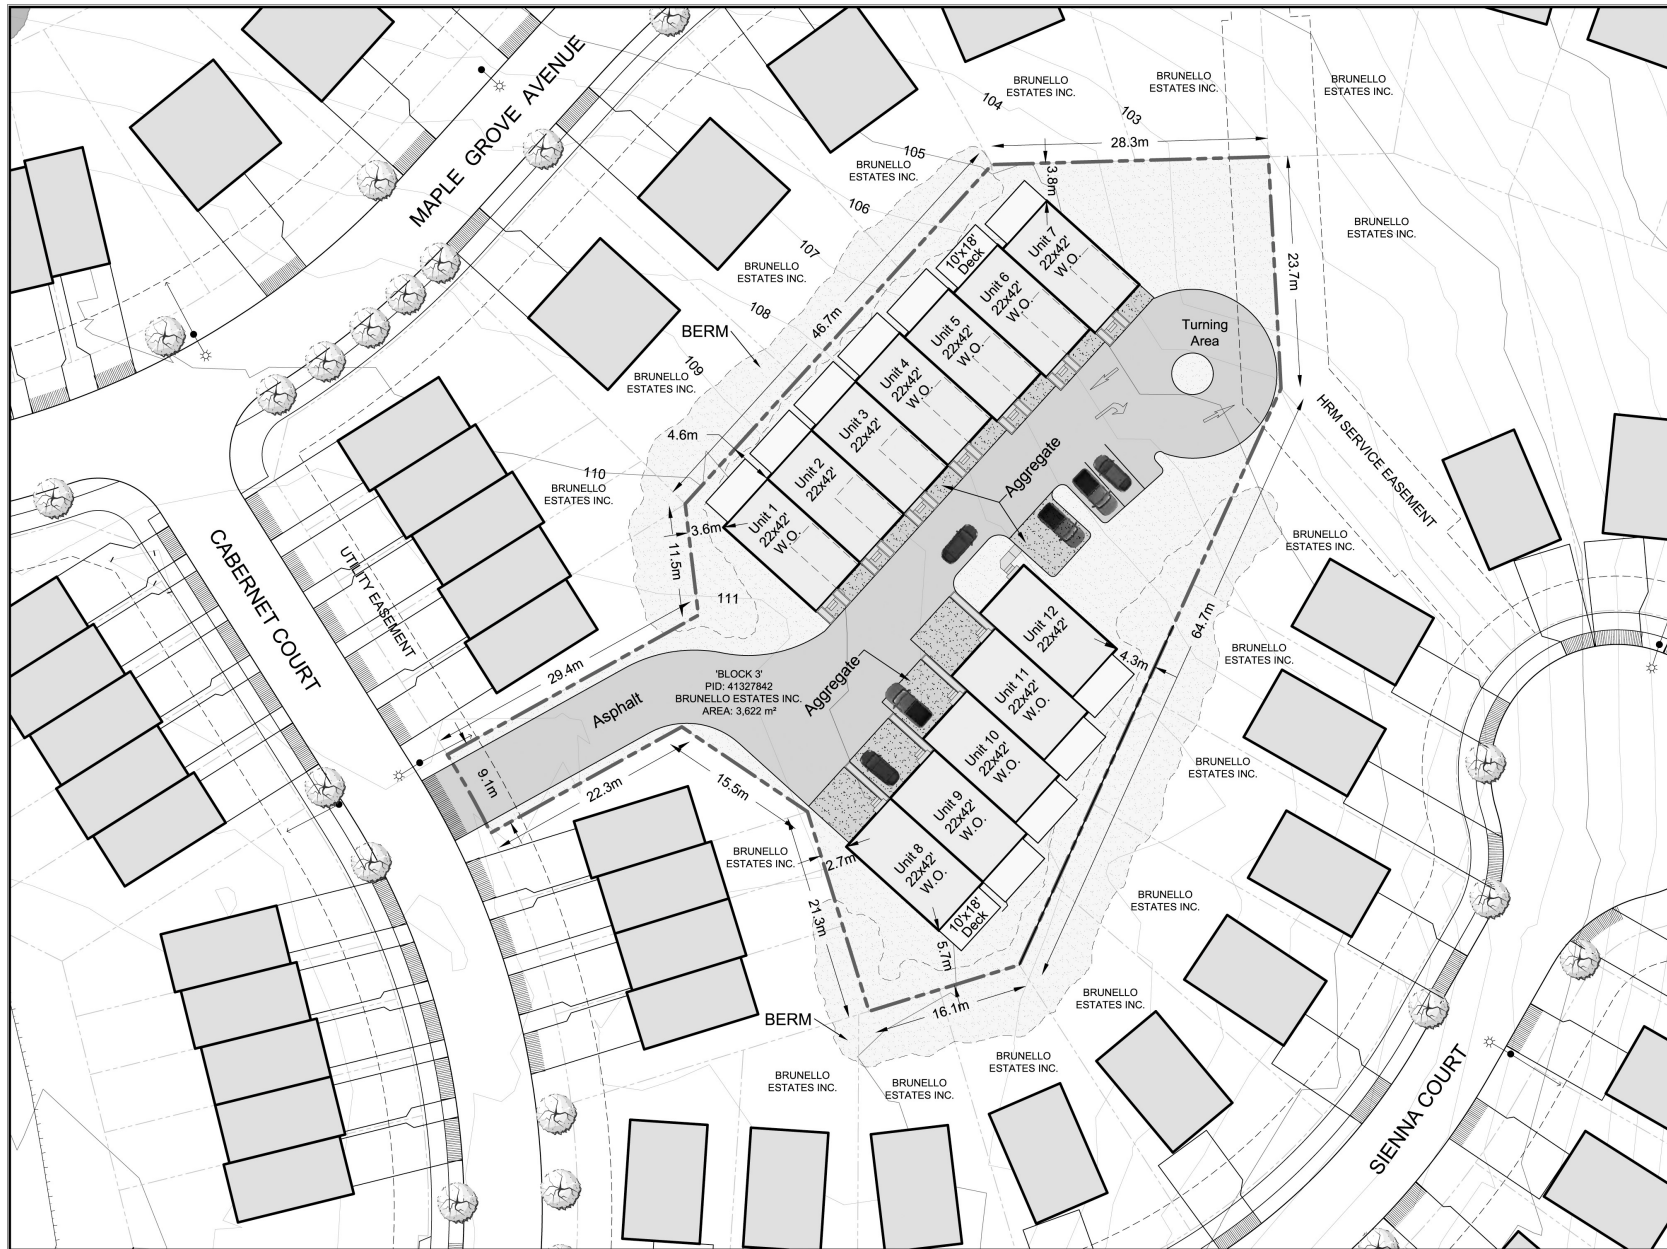 MAPLE GROVE AVENUE
BRUNELLO
ESTATES INC.
BRUNELLO
ESTATES INC.
BRUNELLO
ESTATES INC.
104
103
105
28.3m
3.8m
BRUNELLO
ESTATES INC.
106
BRUNELLO
ESTATES INC.
107
10'x18'
Deck
Unit 7
22x42'
W.O.
BRUNELLO
ESTATES INC.
23.7m
108
BERM
46.7m
Unit 6
22x42'
W.O.
Unit 5
22x42'
W.O.
Turning
Area
109
BRUNELLO
ESTATES INC.
Unit 4
22x42'
W.O.
Unit 3
22x42'
4.6m
Unit 2
22x42'
HRM SERVICE EASEMENT
110
BRUNELLO
ESTATES INC.
3.6m
11.5m
Unit 1
22x42'
W.O.
Aggregate
BRUNELLO
ESTATES INC.
CABERNET COURT
UTILITY EASEMENT
111
64.7m
Unit 12
22x42'
BRUNELLO
ESTATES INC.
29.4m
'BLOCK 3'
PID: 41327842
BRUNELLO ESTATES INC.
AREA: 3,622 m²
Asphalt
Aggregate
4.3m
Unit 11
22x42'
W.O.
Unit 10
22x42'
W.O.
BRUNELLO
ESTATES INC.
9.1m
22.3m
15.5m
Unit 9
22x42'
W.O.
BRUNELLO
ESTATES INC.
2.7m
Unit 8
22x42'
W.O.
10'x18'
Deck
21.3m
5.7m
BRUNELLO
ESTATES INC.
BRUNELLO
ESTATES INC.
16.1m
BERM
BRUNELLO
ESTATES INC.
BRUNELLO
ESTATES INC.
BRUNELLO
ESTATES INC.
SIENNA COURT